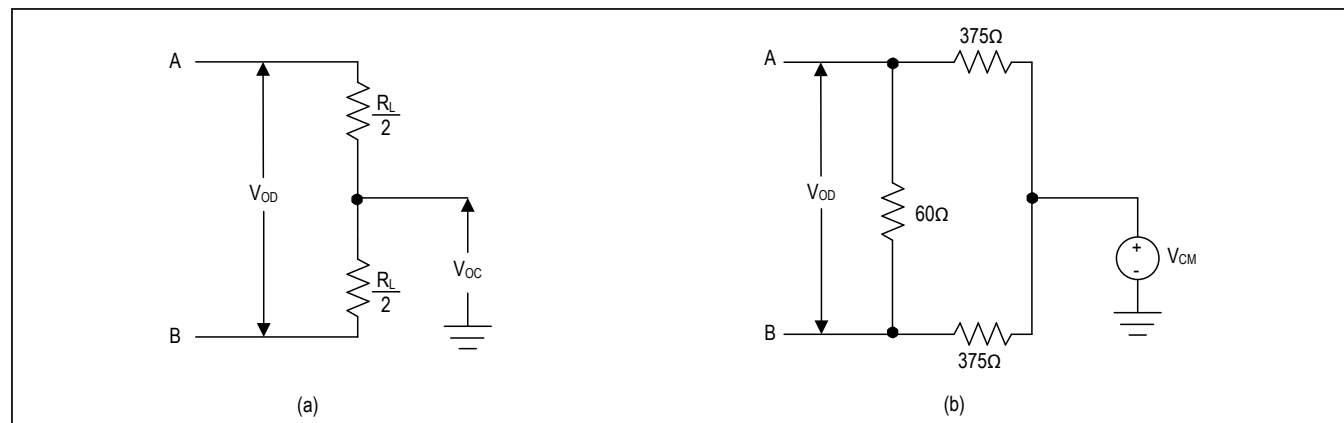 A
R_L
2
V_OD
R_L
2
V_OC
B
(a)
375Ω
A
V_OD
60Ω
+
-
V_CM
B
375Ω
(b)